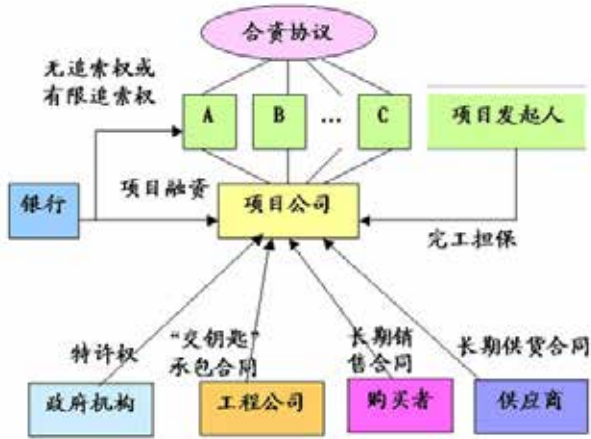 合资协议
无追索权或
有限追索权
A
B
...
C
项目发起人
银行
项目融资
项目公司
完工担保
特许权
“交钥匙”
承包合同
长期销
售合同
长期供货合同
政府机构
工程公司
购买者
供应商